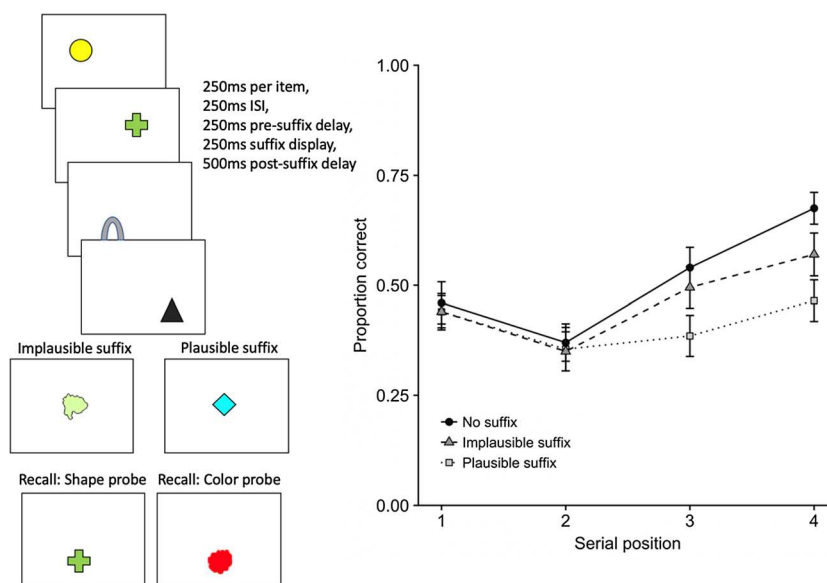 250ms per item,
250ms ISI,
250ms pre-suffix delay,
250ms suffix display,
500ms post-suffix delay
Implausible suffix
Plausible suffix
Recall: Shape probe
Recall: Color probe
Proportion correct
1.00
0.75
0.50
0.25
0.00
No suffix
Implausible suffix
Plausible suffix
1 2 3 4
Serial position